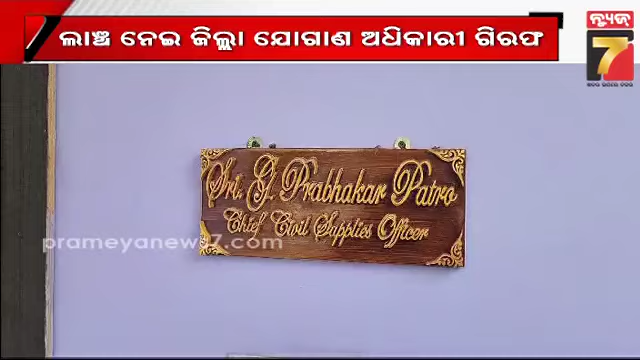 ଲାଞ୍ଚ ନେଇ ଜିଲ୍ଲା ଯୋଗାଣ ଅଧିକାରୀ ଗିରଫ
ନ୍ୟୁଜ୍
7
Sri. G. Prabhakar Patro
Chief Civil Supplies Officer
prameyanews7.com